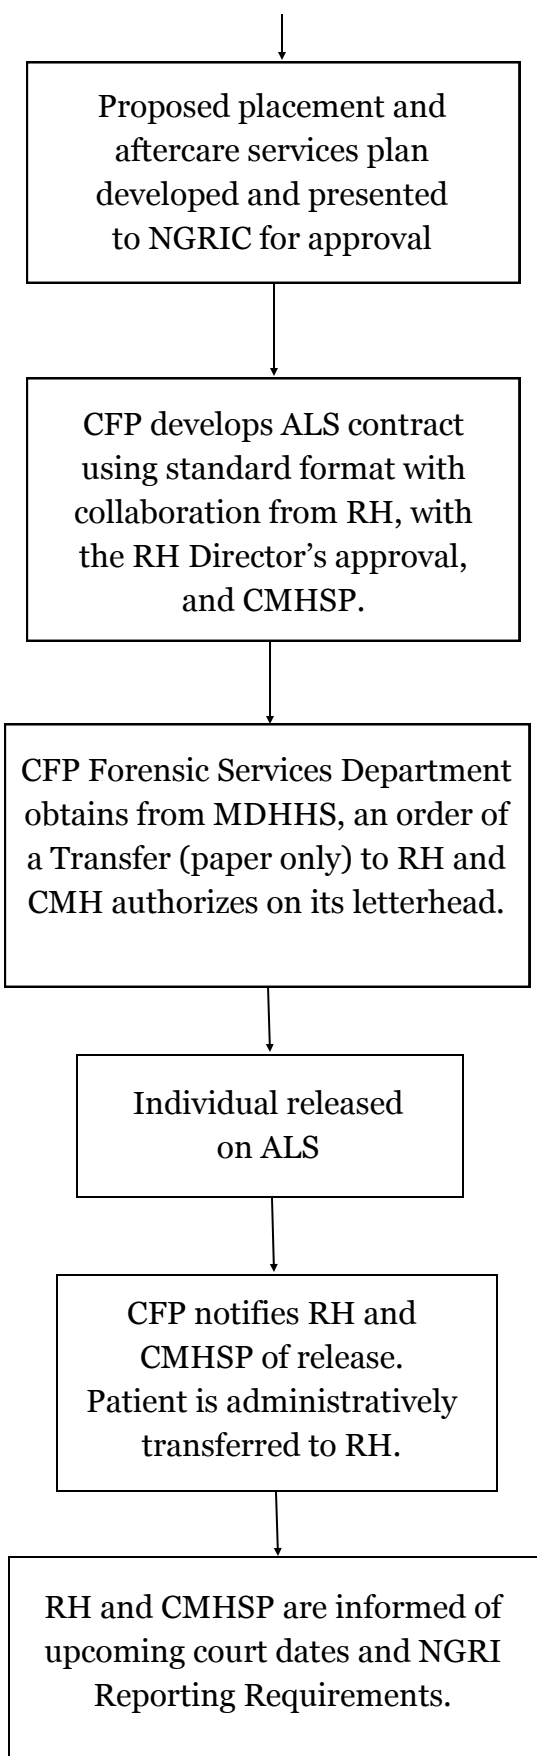 Proposed placement and
aftercare services plan
developed and presented
to NGRIC for approval
CFP develops ALS contract
using standard format with
collaboration from RH, with
the RH Director’s approval,
and CMHSP.
CFP Forensic Services Department
obtains from MDHHS, an order of
a Transfer (paper only) to RH and
CMH authorizes on its letterhead.
Individual released
on ALS
CFP notifies RH and
CMHSP of release.
Patient is administratively
transferred to RH.
RH and CMHSP are informed of
upcoming court dates and NGRI
Reporting Requirements.